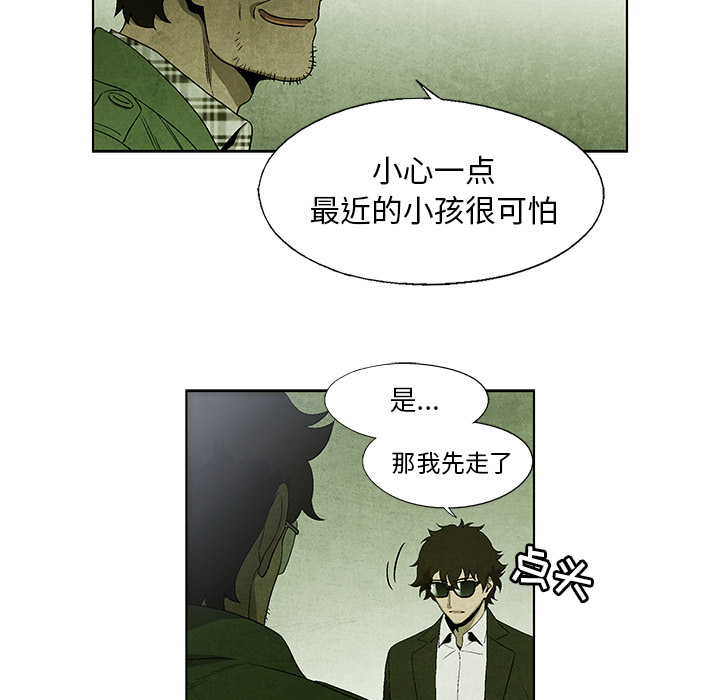 小心一点
最近的小孩很可怕
是...
那我先走了
点头